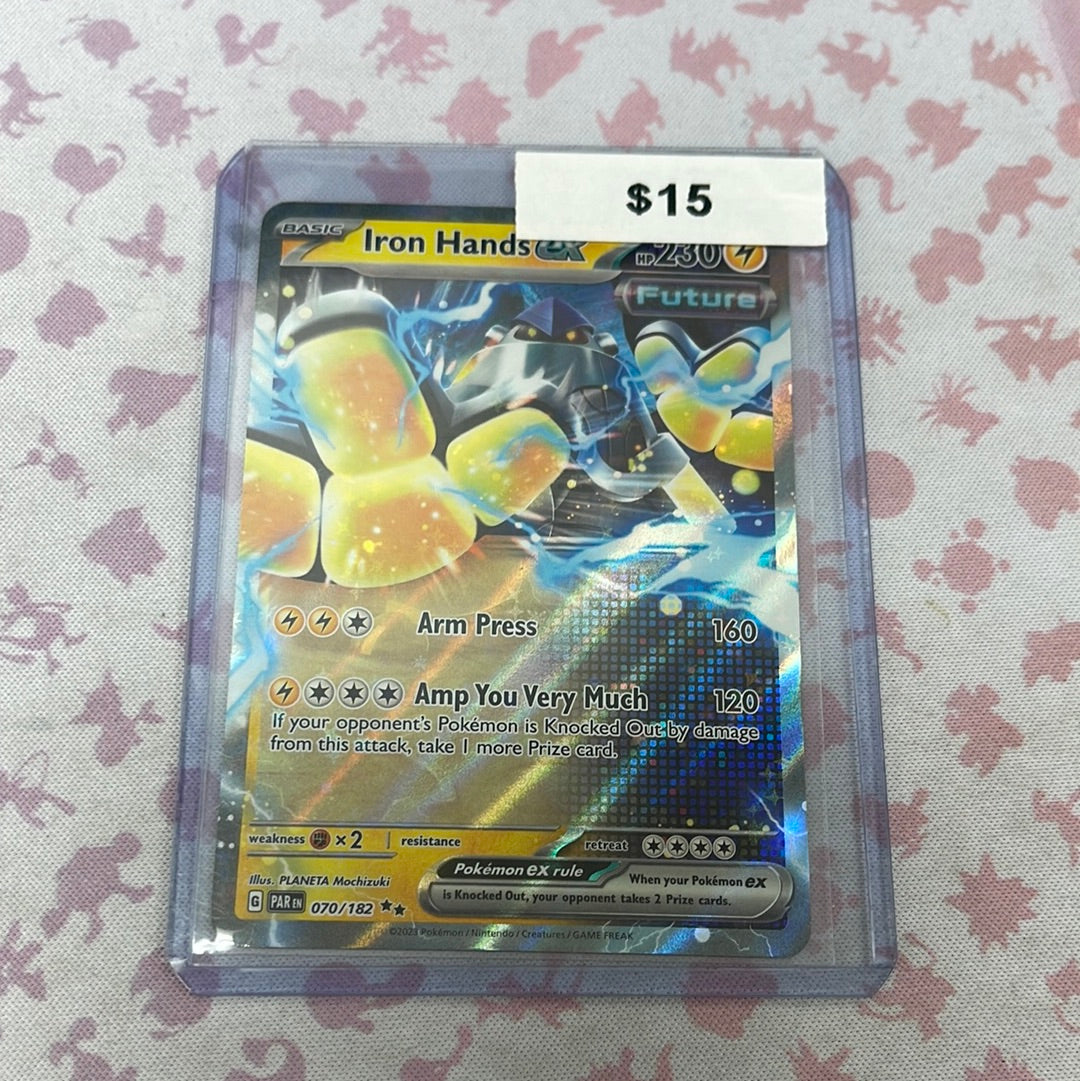 $15
BASIC Iron Hands ex HP 230
Future
Arm Press 160
Amp You Very Much 120
If your opponent's Pokémon is Knocked Out by damage
from this attack, take 1 more Prize card.
weakness ×2 resistance
retreat
Pokémon ex rule When your Pokémon ex
is Knocked Out, your opponent takes 2 Prize cards.
Illus. PLANETA Mochizuki
G PAR EN 070/182
©2023 Pokémon / Nintendo / Creatures / GAME FREAK